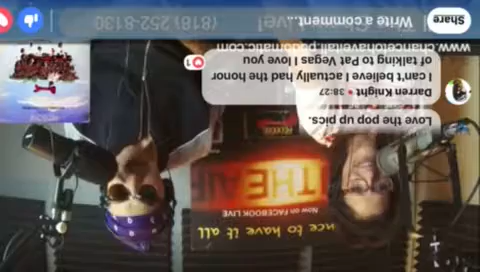 nce to have it all
Now on FACEBOOK LIVE
THE AI
Love the pop up pics.
Darren Knight • 38:27
I can't believe I actually had the honor
of talking to Pat Vegas I love you
1
www.chancetohaveitall.podomatic.com
(818) 252-8130
Write a comment...
Share